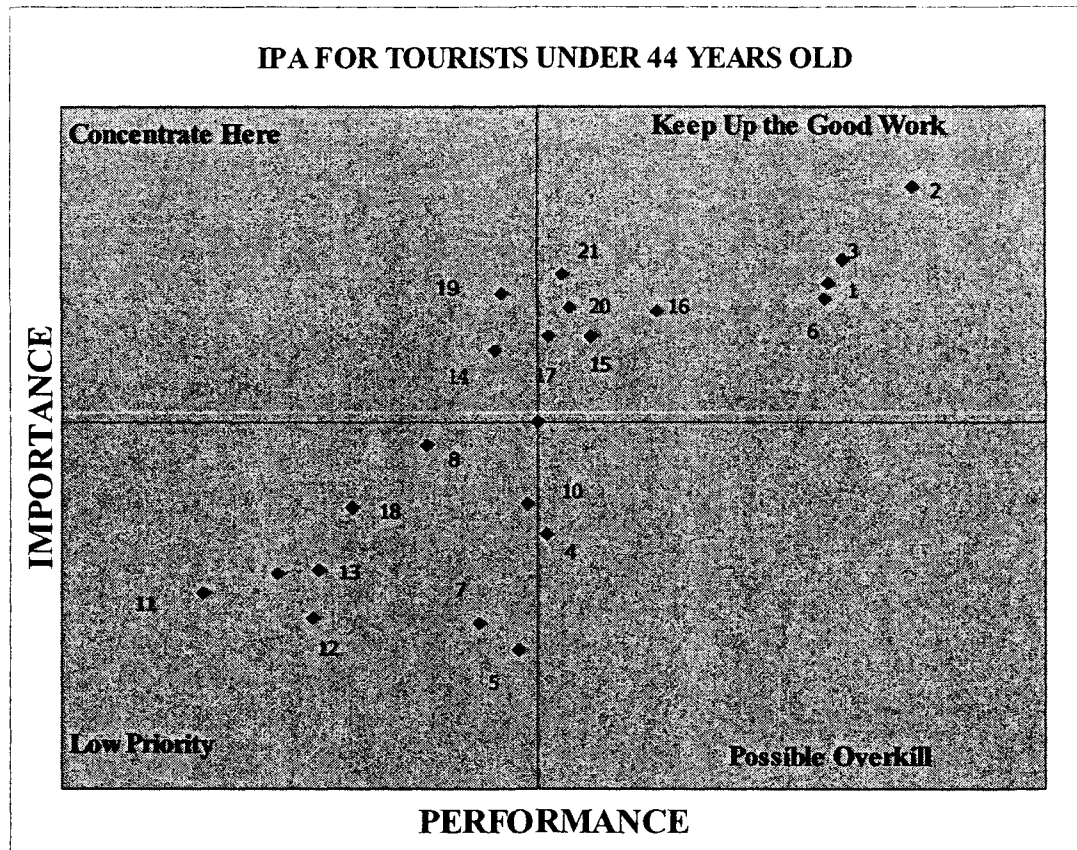 IPA FOR TOURISTS UNDER 44 YEARS OLD
Concentrate Here
Keep Up the Good Work
2
21
3
19
20
16
1
6
14
17
15
IMPORTANCE
8
10
18
4
13
7
11
12
5
Low Priority
Possible Overkill
PERFORMANCE